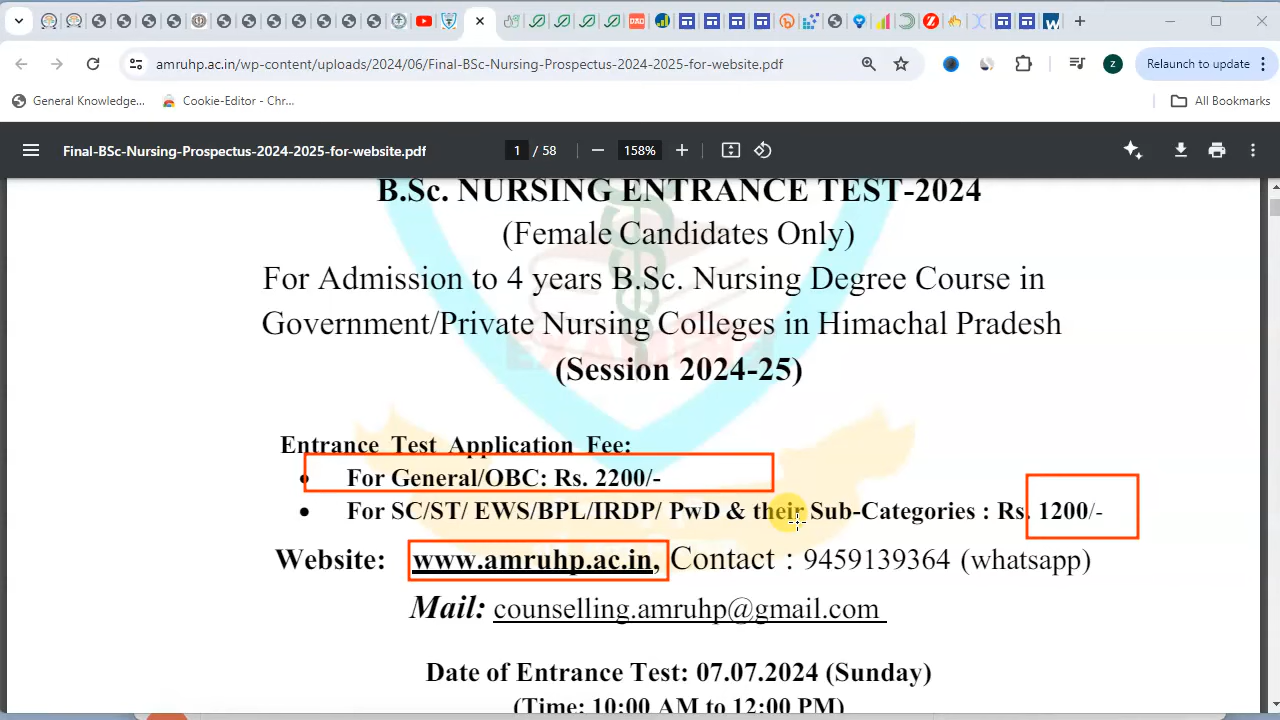 amruhp.ac.in/wp-content/uploads/2024/06/Final-BSc-Nursing-Prospectus-2024-2025-for-website.pdf
z
Relaunch to update
General Knowledge...
Cookie-Editor - Chr...
All Bookmarks
Final-BSc-Nursing-Prospectus-2024-2025-for-website.pdf
1 / 58
158%
B.Sc. NURSING ENTRANCE TEST-2024
(Female Candidates Only)
For Admission to 4 years B.Sc. Nursing Degree Course in
Government/Private Nursing Colleges in Himachal Pradesh
(Session 2024-25)
Entrance Test Application Fee:
• For General/OBC: Rs. 2200/-
• For SC/ST/ EWS/BPL/IRDP/ PwD & their Sub-Categories : Rs. 1200/-
Website: www.amruhp.ac.in, Contact : 9459139364 (whatsapp)
Mail: counselling.amruhp@gmail.com
Date of Entrance Test: 07.07.2024 (Sunday)
(Time: 10:00 AM to 12:00 PM)